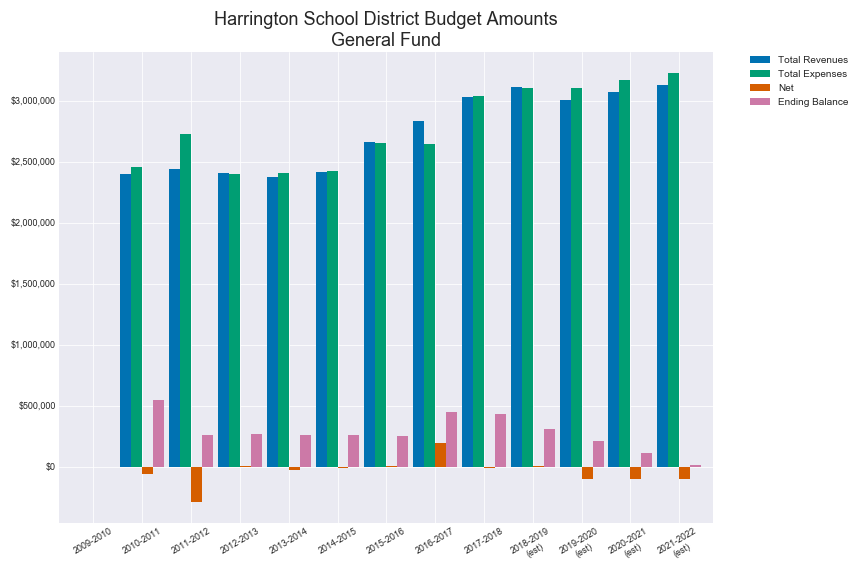 Harrington School District Budget Amounts
General Fund
Total Revenues
Total Expenses
Net
Ending Balance
$3,000,000
$2,500,000
$2,000,000
$1,500,000
$1,000,000
$500,000
$0
2009-2010
2010-2011
2011-2012
2012-2013
2013-2014
2014-2015
2015-2016
2016-2017
2017-2018
2018-2019
(est)
2019-2020
(est)
2020-2021
(est)
2021-2022
(est)